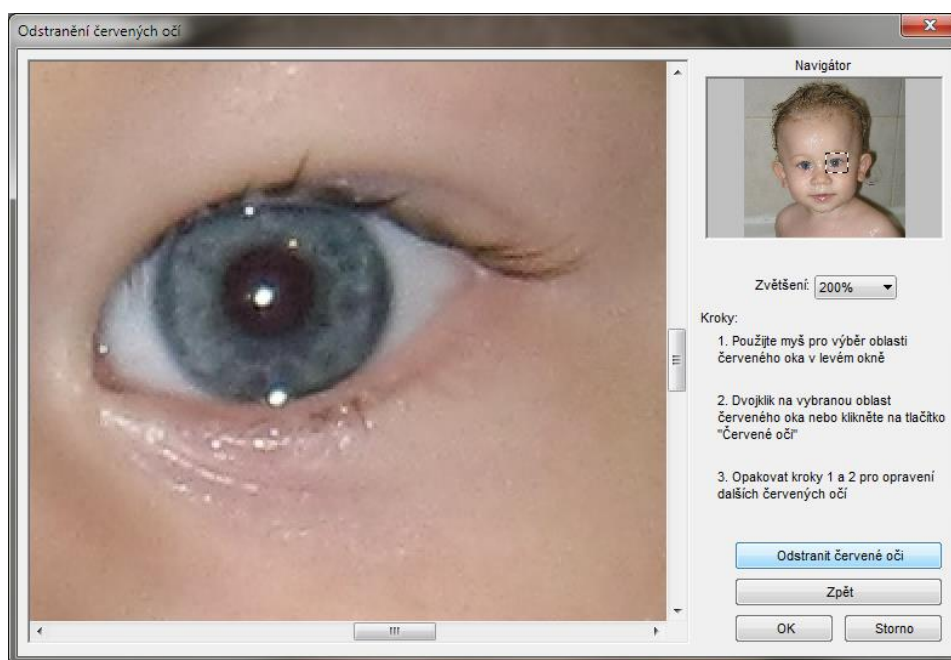 Odstranění červených očí
Navigátor
Zvětšení: 200%
Kroky:
1. Použijte myš pro výběr oblasti
červeného oka v levém okně
2. Dvojklik na vybranou oblast
červeného oka nebo klikněte na tlačítko
"Červené oči"
3. Opakovat kroky 1 a 2 pro opravení
dalších červených očí
Odstranit červené oči
Zpět
OK Storno